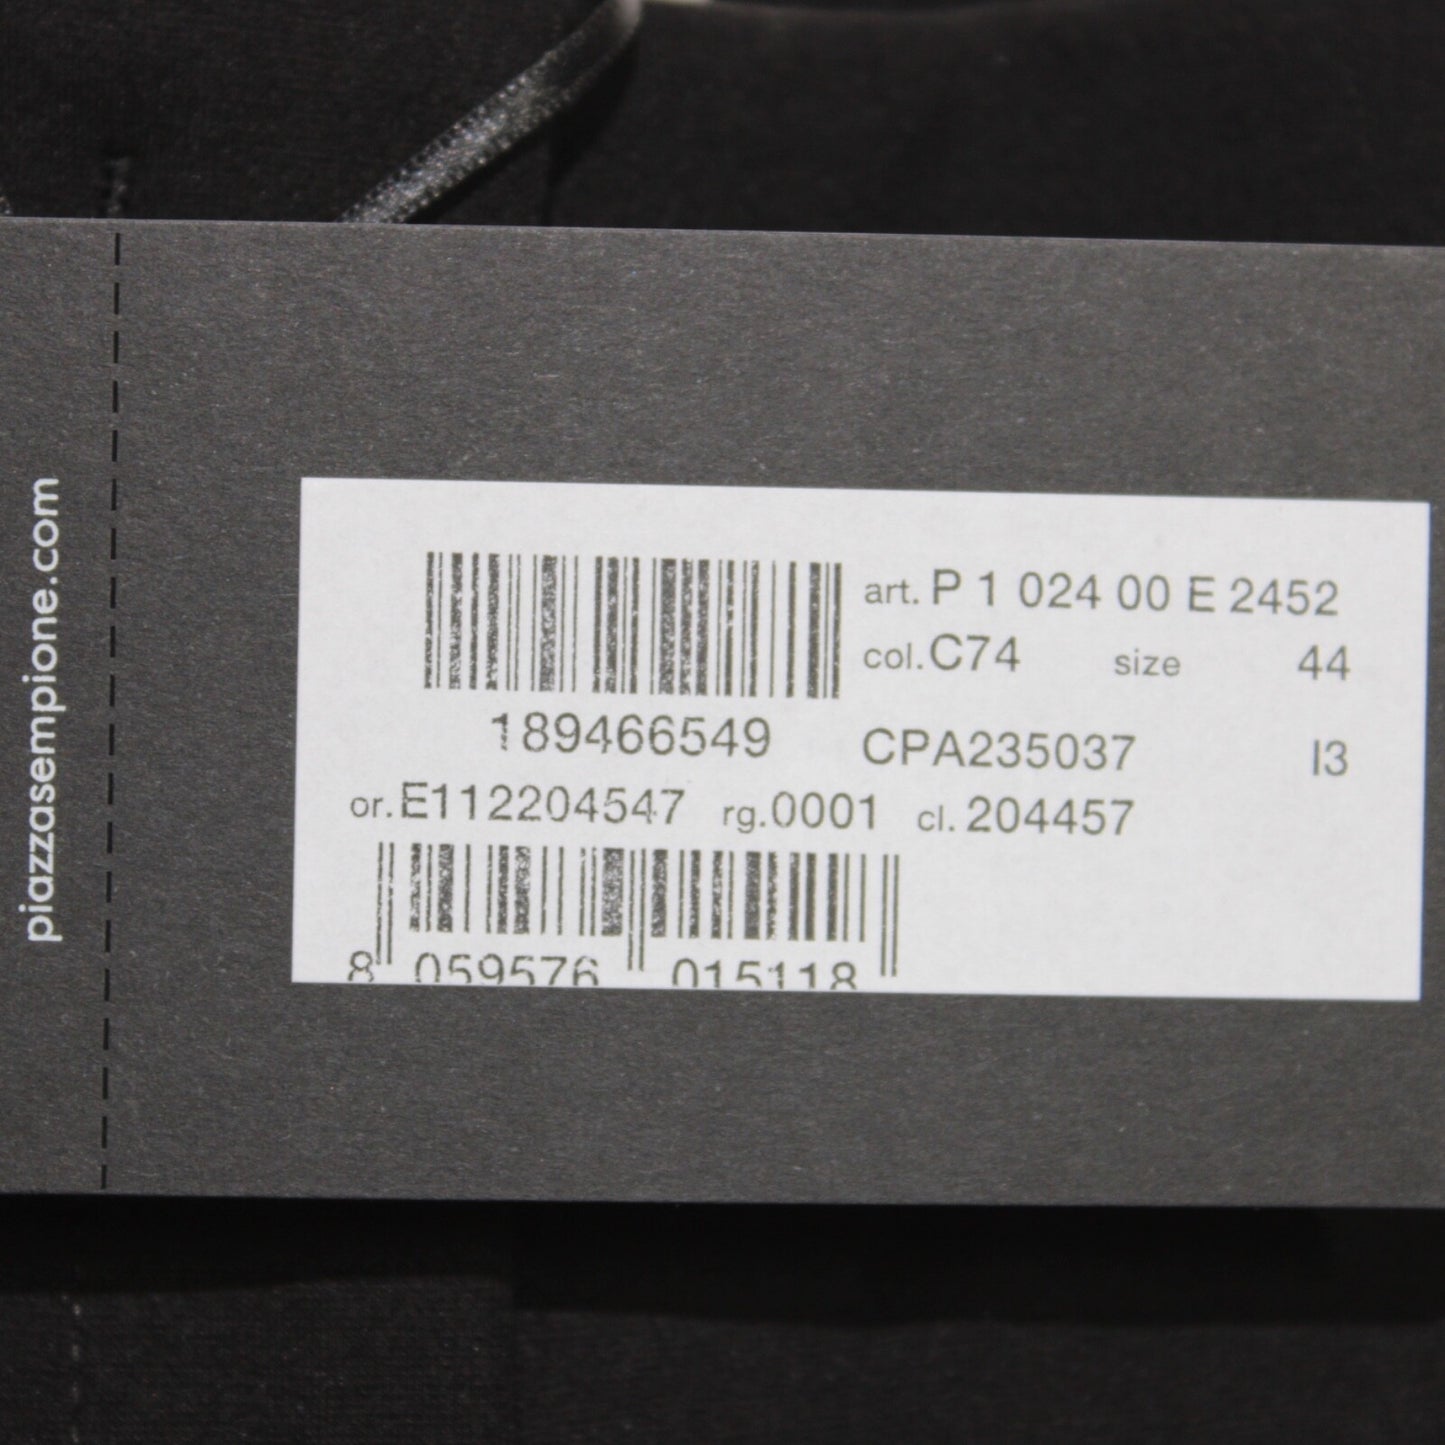 piazzasempione.com
art. P 1 024 00 E 2452
col. C74 size 44
189466549 CPA235037 I3
or. E112204547 rg. 0001 cl. 204457
8 059576 015118